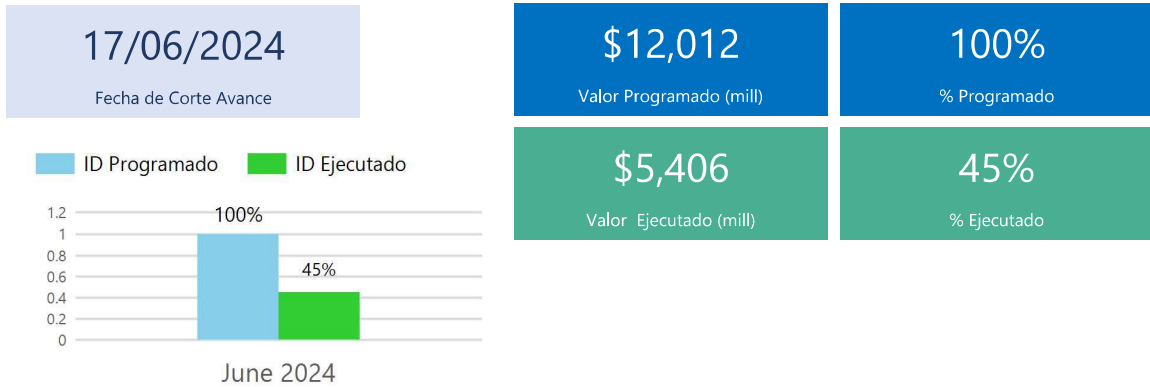 17/06/2024
Fecha de Corte Avance
$12,012
Valor Programado (mill)
100%
% Programado
$5,406
Valor Ejecutado (mill)
45%
% Ejecutado
ID Programado
ID Ejecutado
1.2
1
0.8
0.6
0.4
0.2
0
100%
45%
June 2024